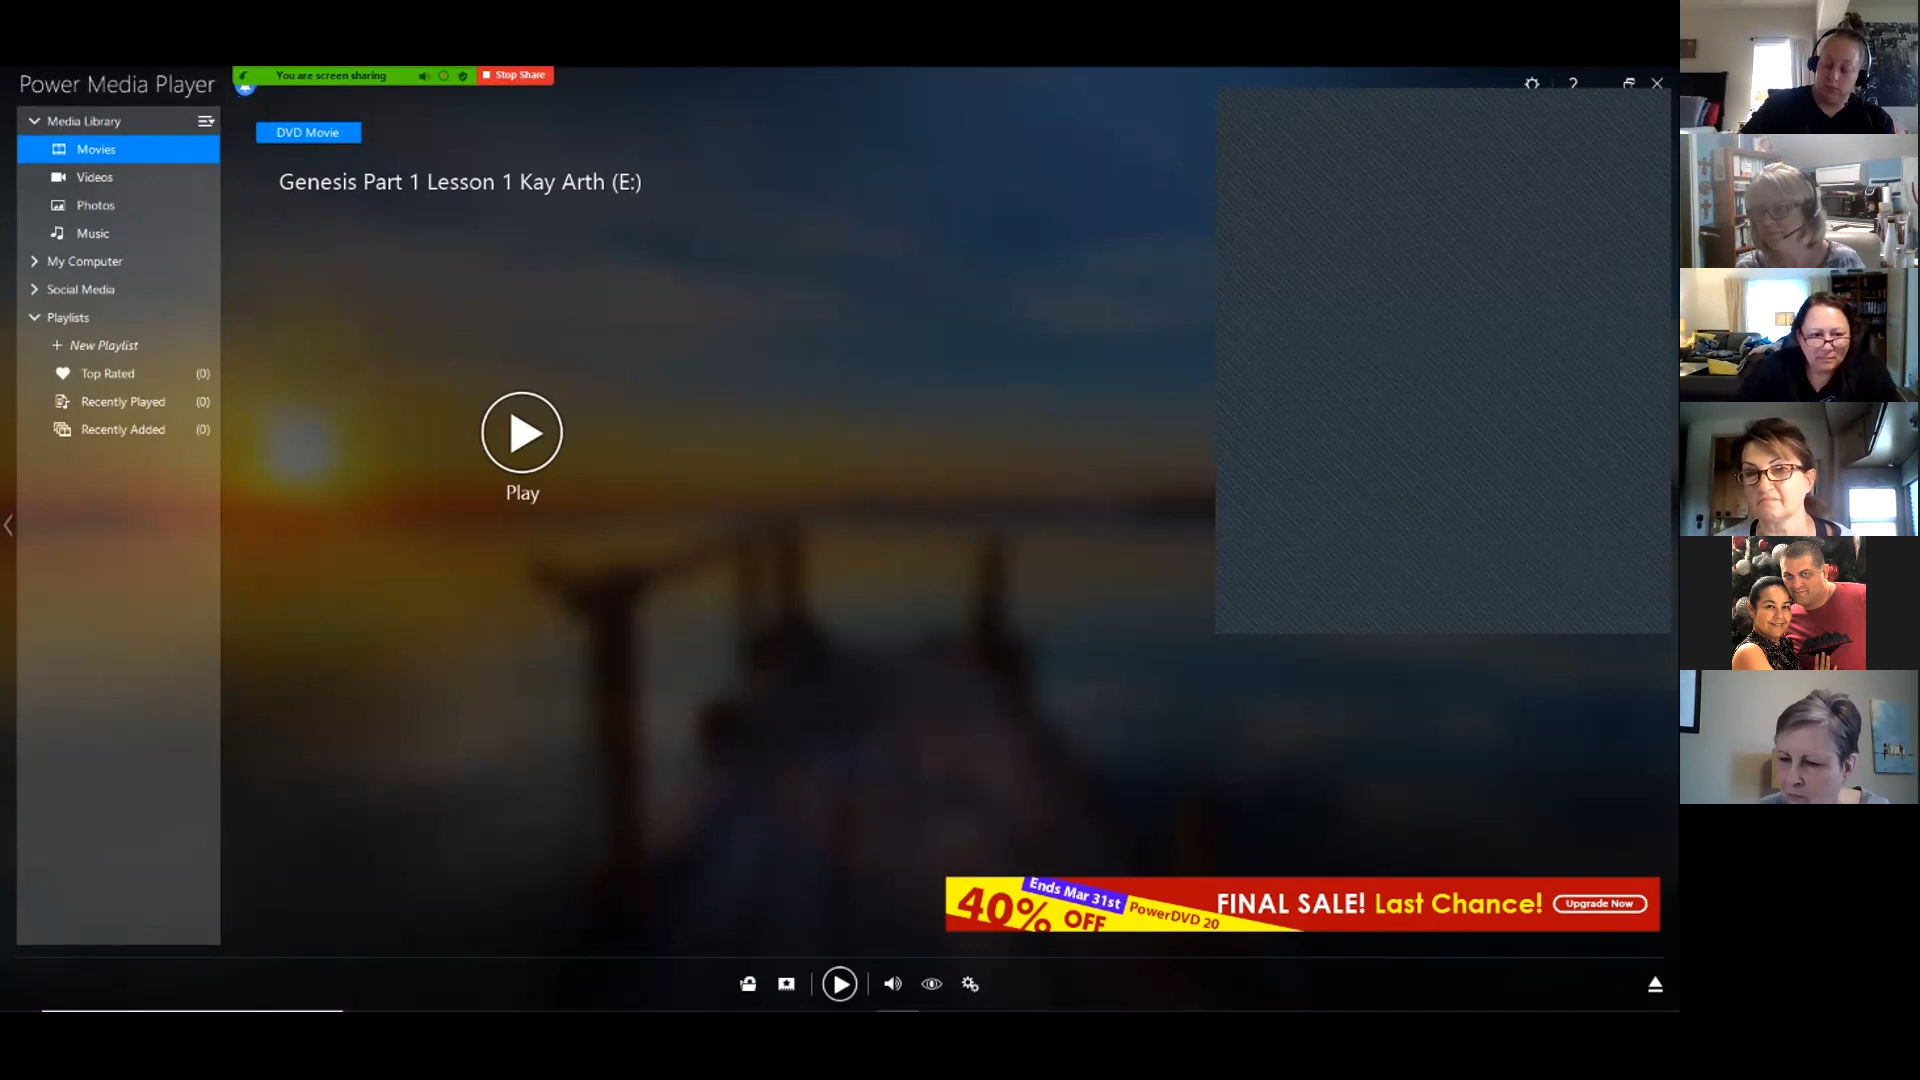 Power Media Player
You are screen sharing
Stop Share
?
Media Library
Movies
Videos
Photos
Music
My Computer
Social Media
Playlists
+ New Playlist
Top Rated (0)
Recently Played (0)
Recently Added (0)
DVD Movie
Genesis Part 1 Lesson 1 Kay Arth (E:)
Play
40% OFF
Ends Mar 31st
PowerDVD 20
FINAL SALE! Last Chance!
Upgrade Now